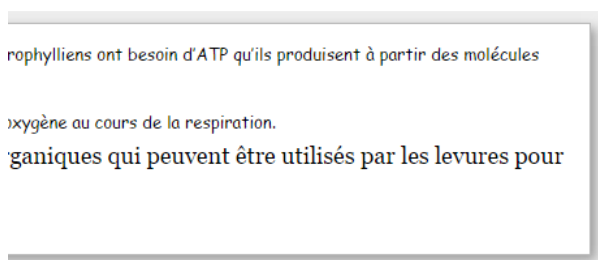 rophylliens ont besoin d'ATP qu'ils produisent à partir des molécules
oxygène au cours de la respiration.
rganiques qui peuvent être utilisés par les levures pour